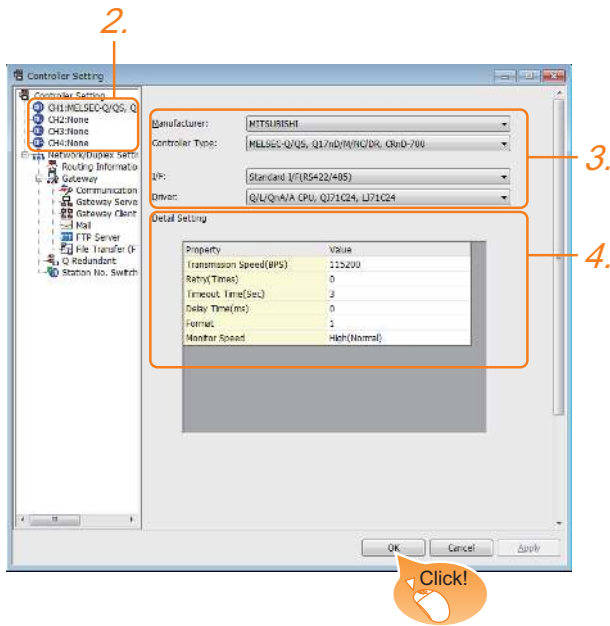 2.
Controller Setting
Controller Setting
CH1:MELSEC-Q/QS, Q
CH2:None
CH3:None
CH4:None
Network/Duplex Settin
Routing Informatio
Gateway
Communication
Gateway Serve
Gateway Client
Mail
FTP Server
File Transfer (F
Q Redundant
Station No. Switch
Manufacturer: MITSUBISHI
Controller Type: MELSEC-Q/QS, Q17nD/M/NC/DR, CRnD-700
I/F: Standard I/F(RS422/485)
Driver: Q/L/QnA/A CPU, QJ71C24, LJ71C24
3.
Detail Setting
4.
Property Value
Transmission Speed(BPS) 115200
Retry(Times) 0
Timeout Time(Sec) 3
Delay Time(ms) 0
Format 1
Monitor Speed High(Normal)
OK Cancel Apply
Click!